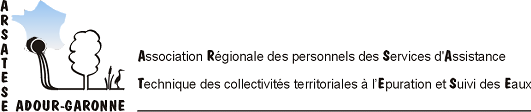 ARSATESE
ADOUR-GARONNE
Association Régionale des personnels des Services d'Assistance
Technique des collectivités territoriales à l'Epuration et Suivi des Eaux